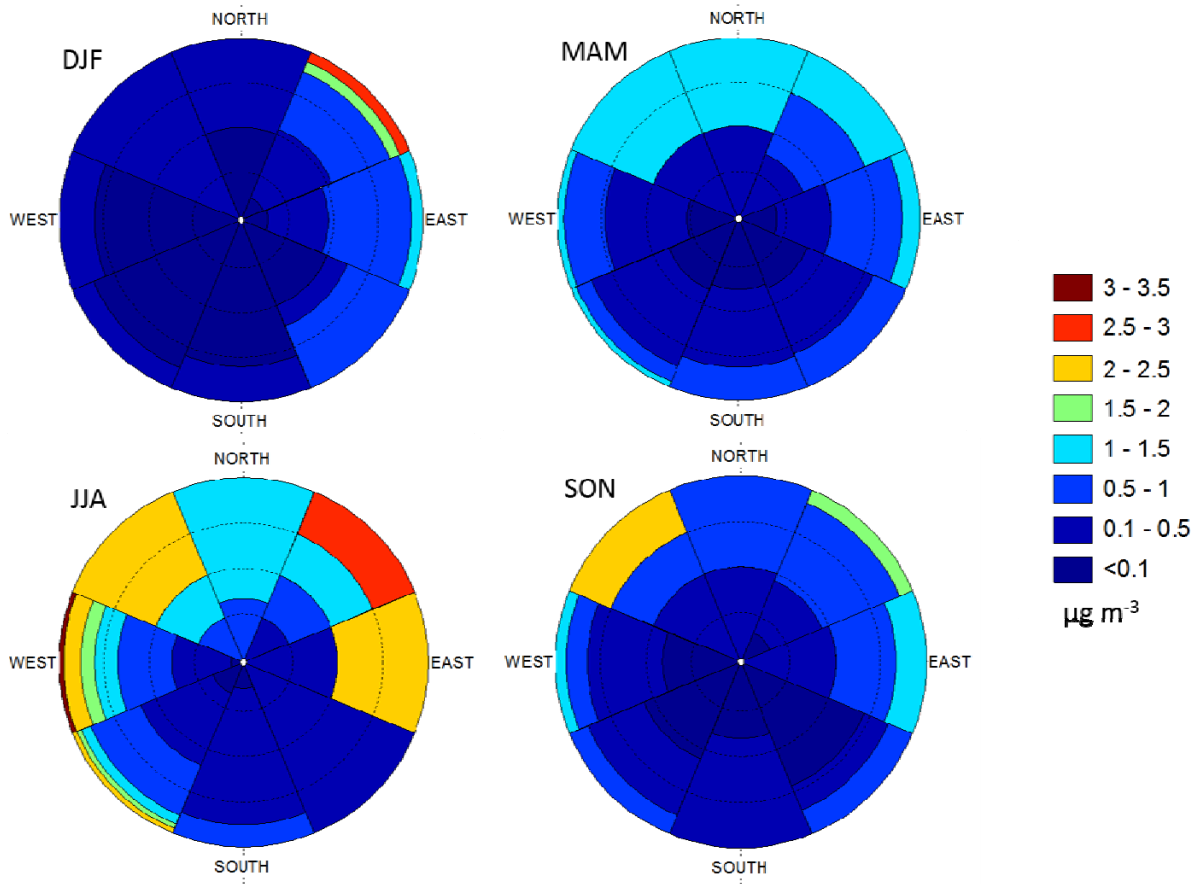 NORTH
DJF
WEST
EAST
SOUTH
NORTH
MAM
WEST
EAST
SOUTH
NORTH
JJA
WEST
EAST
SOUTH
NORTH
SON
WEST
EAST
SOUTH
3 - 3.5
2.5 - 3
2 - 2.5
1.5 - 2
1 - 1.5
0.5 - 1
0.1 - 0.5
<0.1
µg m⁻³